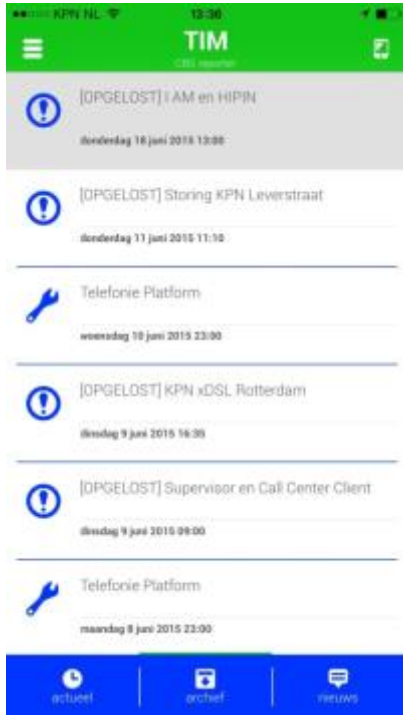 KPN NL 13:36
TIM
CBG reporter
[OPGELOST] I AM en HIPIN
donderdag 18 juni 2015 13:00
[OPGELOST] Storing KPN Leverstraat
donderdag 11 juni 2015 11:10
Telefonie Platform
woensdag 10 juni 2015 23:00
[OPGELOST] KPN xDSL Rotterdam
dinsdag 9 juni 2015 16:35
[OPGELOST] Supervisor en Call Center Client
dinsdag 9 juni 2015 09:00
Telefonie Platform
maandag 8 juni 2015 23:00
actueel archief nieuws